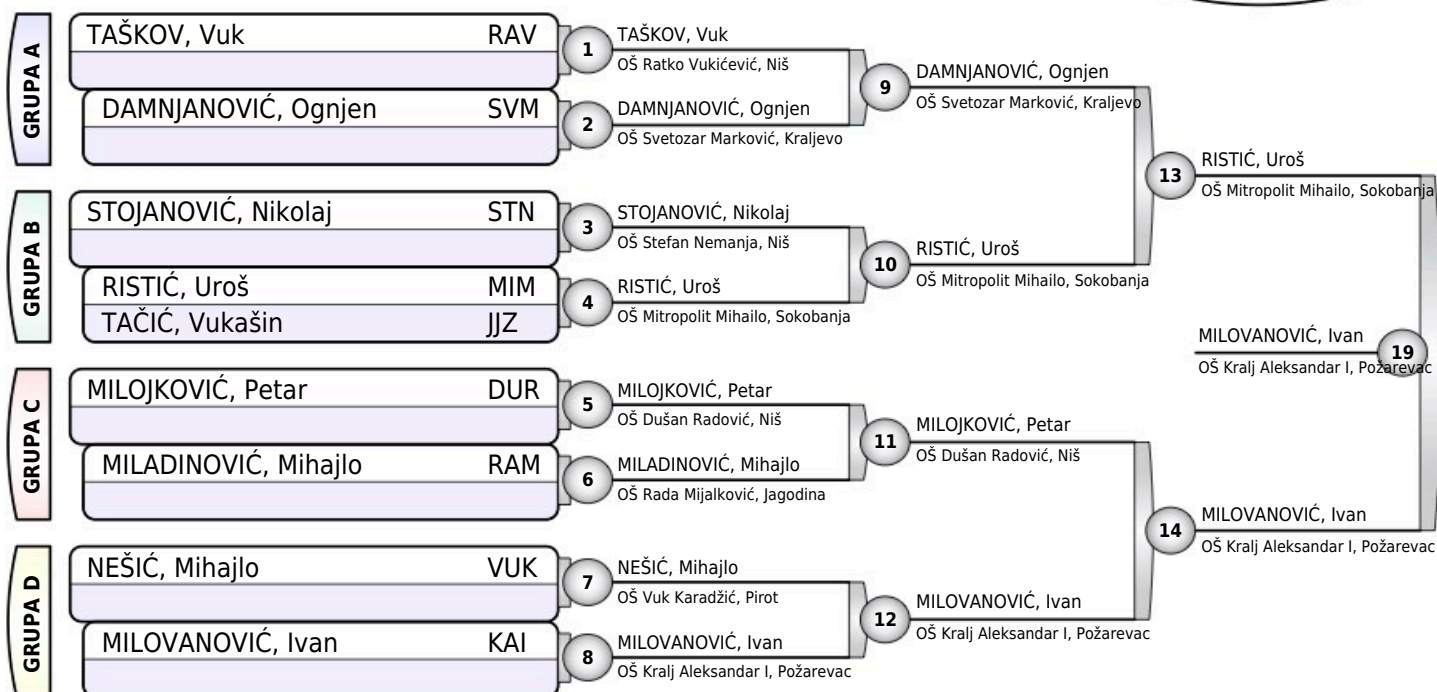 GRUPA A
TAŠKOV, Vuk RAV
DAMNJANOVIĆ, Ognjen SVM
GRUPA B
STOJANOVIĆ, Nikolaj STN
RISTIĆ, Uroš MIM
TAČIĆ, Vukašin JJZ
GRUPA C
MILOJKOVIĆ, Petar DUR
MILADINOVIĆ, Mihajlo RAM
GRUPA D
NEŠIĆ, Mihajlo VUK
MILOVANOVIĆ, Ivan KAI
1
TAŠKOV, Vuk
OŠ Ratko Vukićević, Niš
2
DAMNJANOVIĆ, Ognjen
OŠ Svetozar Marković, Kraljevo
3
STOJANOVIĆ, Nikolaj
OŠ Stefan Nemanja, Niš
4
RISTIĆ, Uroš
OŠ Mitropolit Mihailo, Sokobanja
5
MILOJKOVIĆ, Petar
OŠ Dušan Radović, Niš
6
MILADINOVIĆ, Mihajlo
OŠ Rada Mijalković, Jagodina
7
NEŠIĆ, Mihajlo
OŠ Vuk Karadžić, Pirot
8
MILOVANOVIĆ, Ivan
OŠ Kralj Aleksandar I, Požarevac
9
DAMNJANOVIĆ, Ognjen
OŠ Svetozar Marković, Kraljevo
10
RISTIĆ, Uroš
OŠ Mitropolit Mihailo, Sokobanja
11
MILOJKOVIĆ, Petar
OŠ Dušan Radović, Niš
12
MILOVANOVIĆ, Ivan
OŠ Kralj Aleksandar I, Požarevac
13
RISTIĆ, Uroš
OŠ Mitropolit Mihailo, Sokobanja
14
MILOVANOVIĆ, Ivan
OŠ Kralj Aleksandar I, Požarevac
MILOVANOVIĆ, Ivan
19
OŠ Kralj Aleksandar I, Požarevac